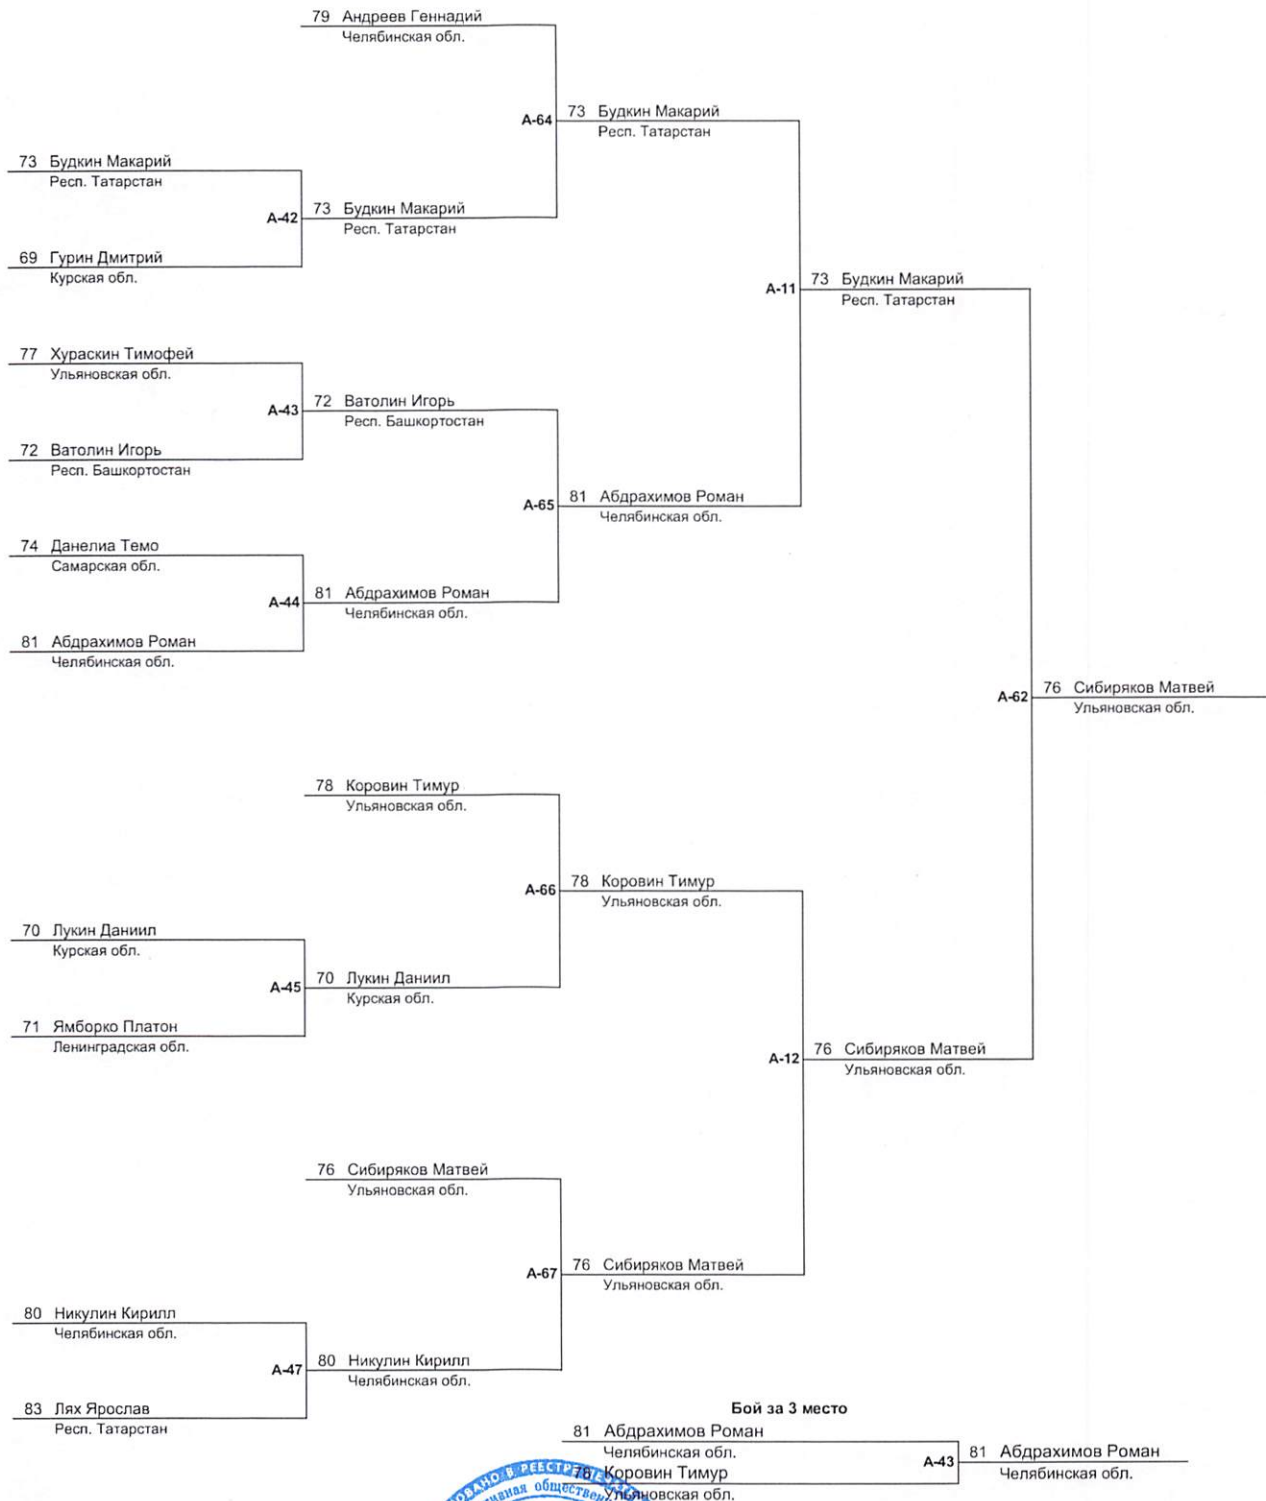 79 Андреев Геннадий
Челябинская обл.
А-64
73 Будкин Макарий
Респ. Татарстан
73 Будкин Макарий
Респ. Татарстан
А-42
73 Будкин Макарий
Респ. Татарстан
69 Гурин Дмитрий
Курская обл.
А-11
73 Будкин Макарий
Респ. Татарстан
77 Хураскин Тимофей
Ульяновская обл.
А-43
72 Ватолин Игорь
Респ. Башкортостан
72 Ватолин Игорь
Респ. Башкортостан
А-65
81 Абдрахимов Роман
Челябинская обл.
74 Данелиа Темо
Самарская обл.
А-44
81 Абдрахимов Роман
Челябинская обл.
81 Абдрахимов Роман
Челябинская обл.
А-62
76 Сибиряков Матвей
Ульяновская обл.
78 Коровин Тимур
Ульяновская обл.
А-66
78 Коровин Тимур
Ульяновская обл.
70 Лукин Даниил
Курская обл.
А-45
70 Лукин Даниил
Курская обл.
71 Ямборко Платон
Ленинградская обл.
А-12
76 Сибиряков Матвей
Ульяновская обл.
76 Сибиряков Матвей
Ульяновская обл.
А-67
76 Сибиряков Матвей
Ульяновская обл.
80 Никулин Кирилл
Челябинская обл.
А-47
80 Никулин Кирилл
Челябинская обл.
83 Лях Ярослав
Респ. Татарстан
Бой за 3 место
81 Абдрахимов Роман
Челябинская обл.
А-43
81 Абдрахимов Роман
Челябинская обл.
78 Коровин Тимур
Ульяновская обл.
В РЕЕСТР